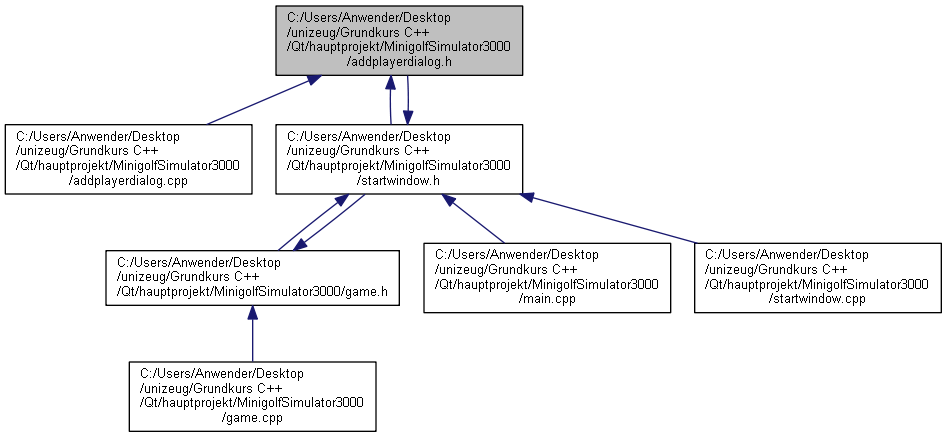 C:/Users/Anwender/Desktop
/unizeug/Grundkurs C++
/Qt/hauptprojekt/MinigolfSimulator3000
/addplayerdialog.h
C:/Users/Anwender/Desktop
/unizeug/Grundkurs C++
/Qt/hauptprojekt/MinigolfSimulator3000
/addplayerdialog.cpp
C:/Users/Anwender/Desktop
/unizeug/Grundkurs C++
/Qt/hauptprojekt/MinigolfSimulator3000
/startwindow.h
C:/Users/Anwender/Desktop
/unizeug/Grundkurs C++
/Qt/hauptprojekt/MinigolfSimulator3000/game.h
C:/Users/Anwender/Desktop
/unizeug/Grundkurs C++
/Qt/hauptprojekt/MinigolfSimulator3000
/main.cpp
C:/Users/Anwender/Desktop
/unizeug/Grundkurs C++
/Qt/hauptprojekt/MinigolfSimulator3000
/startwindow.cpp
C:/Users/Anwender/Desktop
/unizeug/Grundkurs C++
/Qt/hauptprojekt/MinigolfSimulator3000
/game.cpp